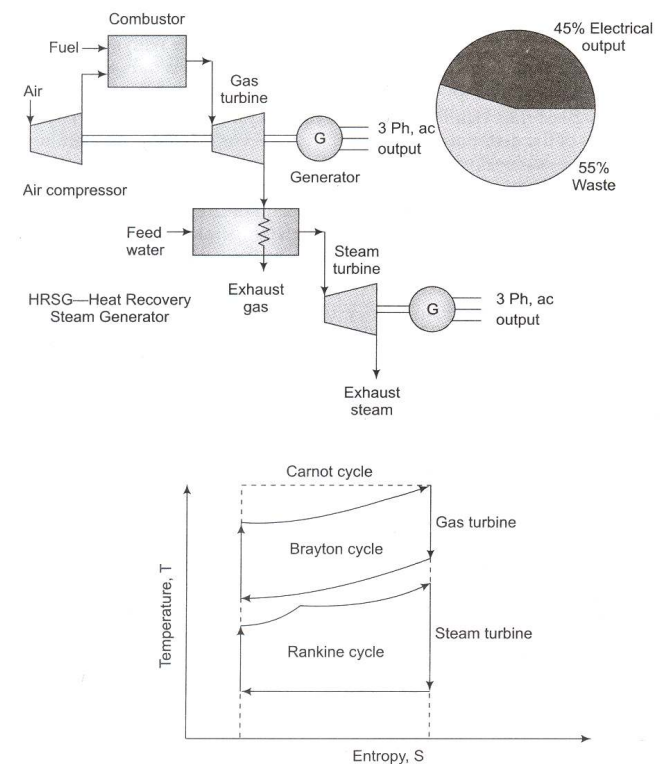 Combustor
Fuel
Air
Gas
turbine
G
3 Ph, ac
output
Generator
Air compressor
45% Electrical
output
55%
Waste
Feed
water
Steam
turbine
Exhaust
gas
HRSG—Heat Recovery
Steam Generator
G
3 Ph, ac
output
Exhaust
steam
Carnot cycle
Gas turbine
Brayton cycle
Steam turbine
Rankine cycle
Temperature, T
Entropy, S